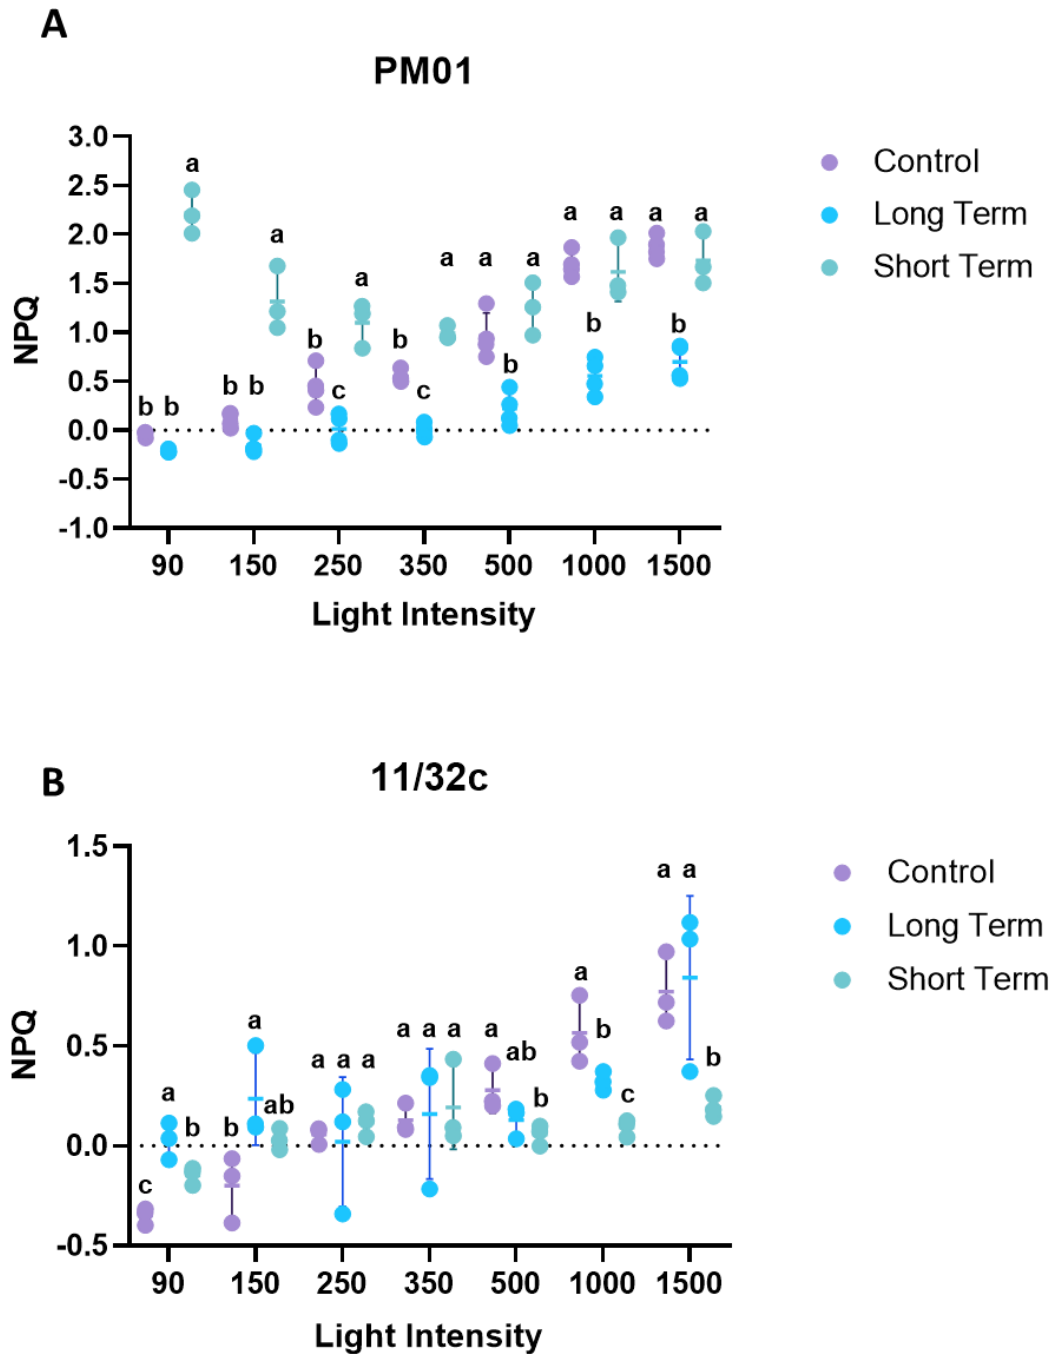 A
PM01
3.0
2.5
2.0
1.5
1.0
0.5
0.0
-0.5
-1.0
NPQ
a
a
a
a
a
a
a
a
a
a
b
b
b
b
b
b
b
b
b
c
c
90 150 250 350 500 1000 1500
Light Intensity
Control
Long Term
Short Term
B
11/32c
1.5
1.0
0.5
0.0
-0.5
NPQ
c
a
b
b
a
ab
a a a
a a a
a
ab
b
a
b
c
a a
b
90 150 250 350 500 1000 1500
Light Intensity
Control
Long Term
Short Term